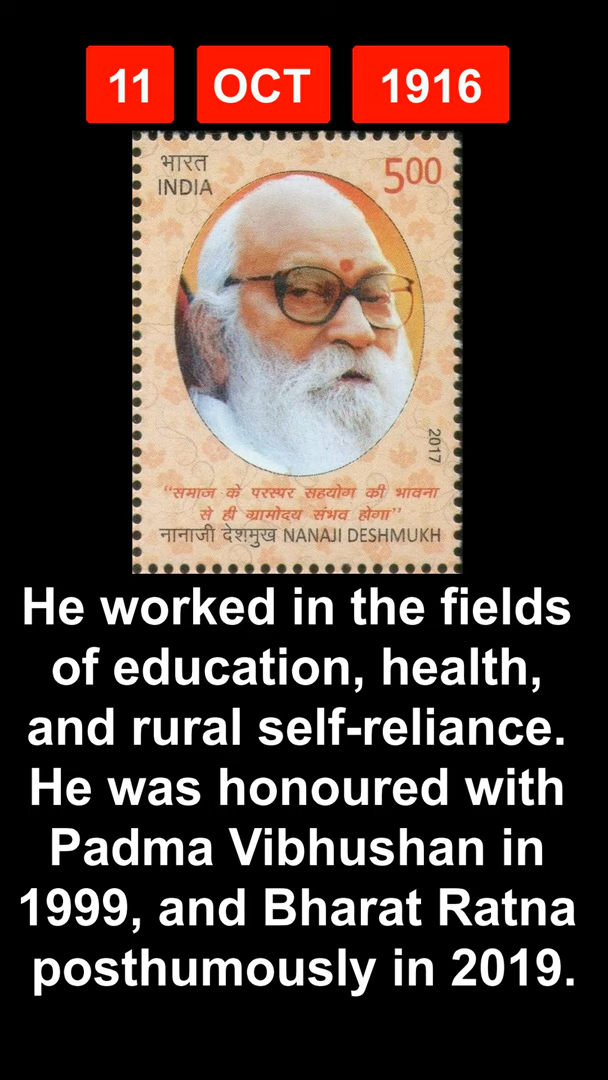 11 OCT 1916
भारत
INDIA
500
2017
"समाज के परस्पर सहयोग की भावना
से ही ग्रामोदय संभव होगा"
नानाजी देशमुख NANAJI DESHMUKH
He worked in the fields
of education, health,
and rural self-reliance.
He was honoured with
Padma Vibhushan in
1999, and Bharat Ratna
posthumously in 2019.